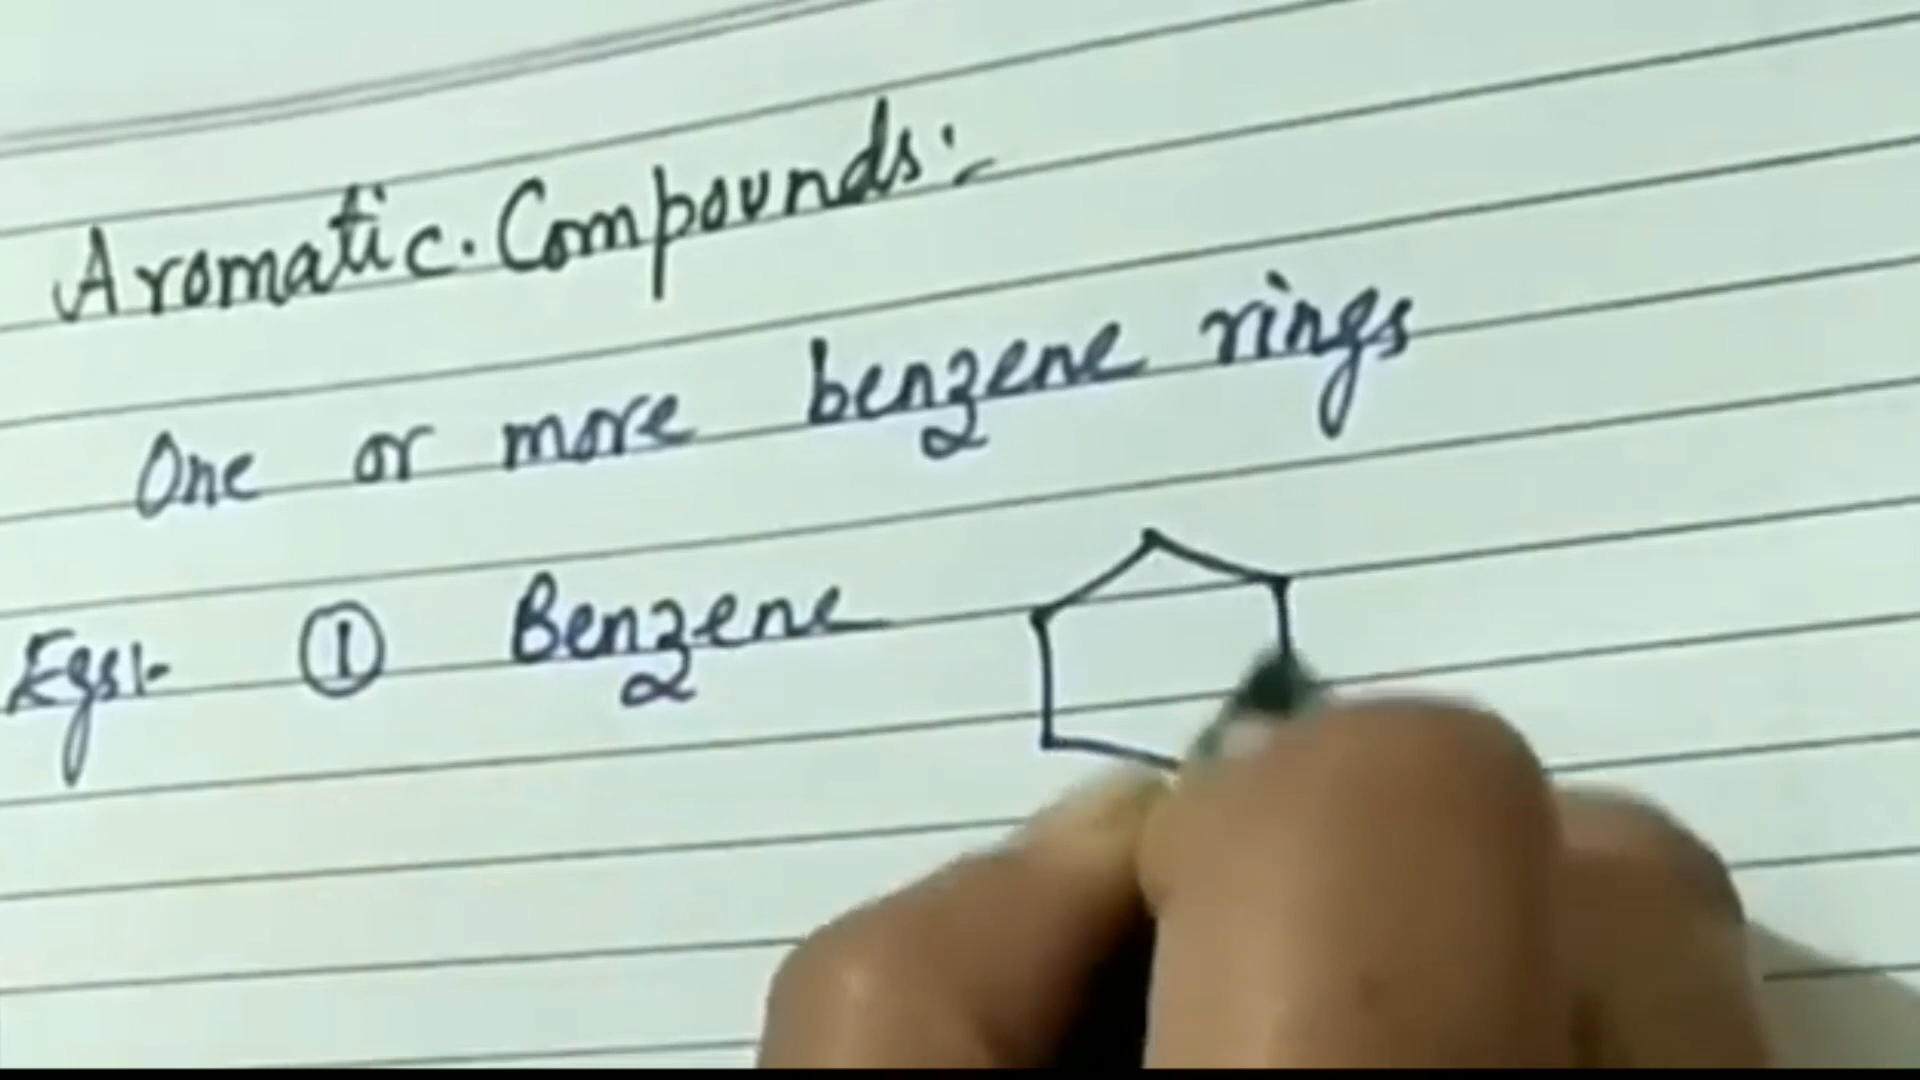 Aromatic. Compounds:-
One or more benzene rings
Egs:- ① Benzene